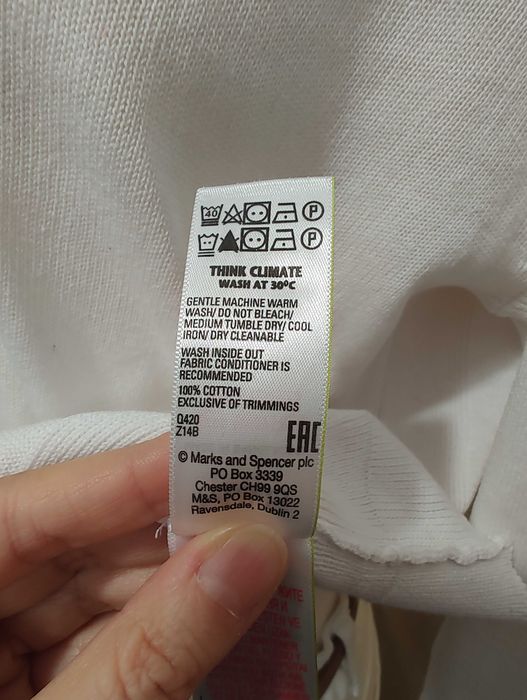 40 P
P
THINK CLIMATE
WASH AT 30ºC
GENTLE MACHINE WARM
WASH/ DO NOT BLEACH/
MEDIUM TUMBLE DRY/ COOL
IRON/ DRY CLEANABLE
WASH INSIDE OUT
FABRIC CONDITIONER IS
RECOMMENDED
100% COTTON
EXCLUSIVE OF TRIMMINGS
Q420
Z14B
EAC
© Marks and Spencer plc
PO Box 3339
Chester CH99 9QS
M&S, PO Box 13022
Ravensdale, Dublin 2